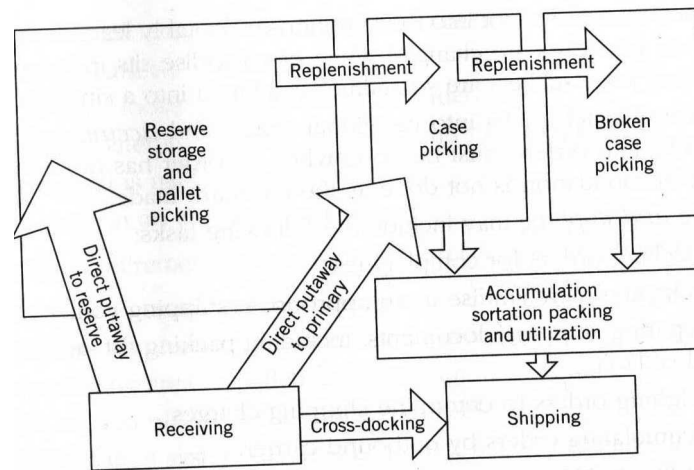 Replenishment
Replenishment
Reserve
storage
and
pallet
picking
Case
picking
Broken
case
picking
Direct putaway
to reserve
Direct putaway
to primary
Accumulation
sortation packing
and utilization
Receiving
Cross-docking
Shipping